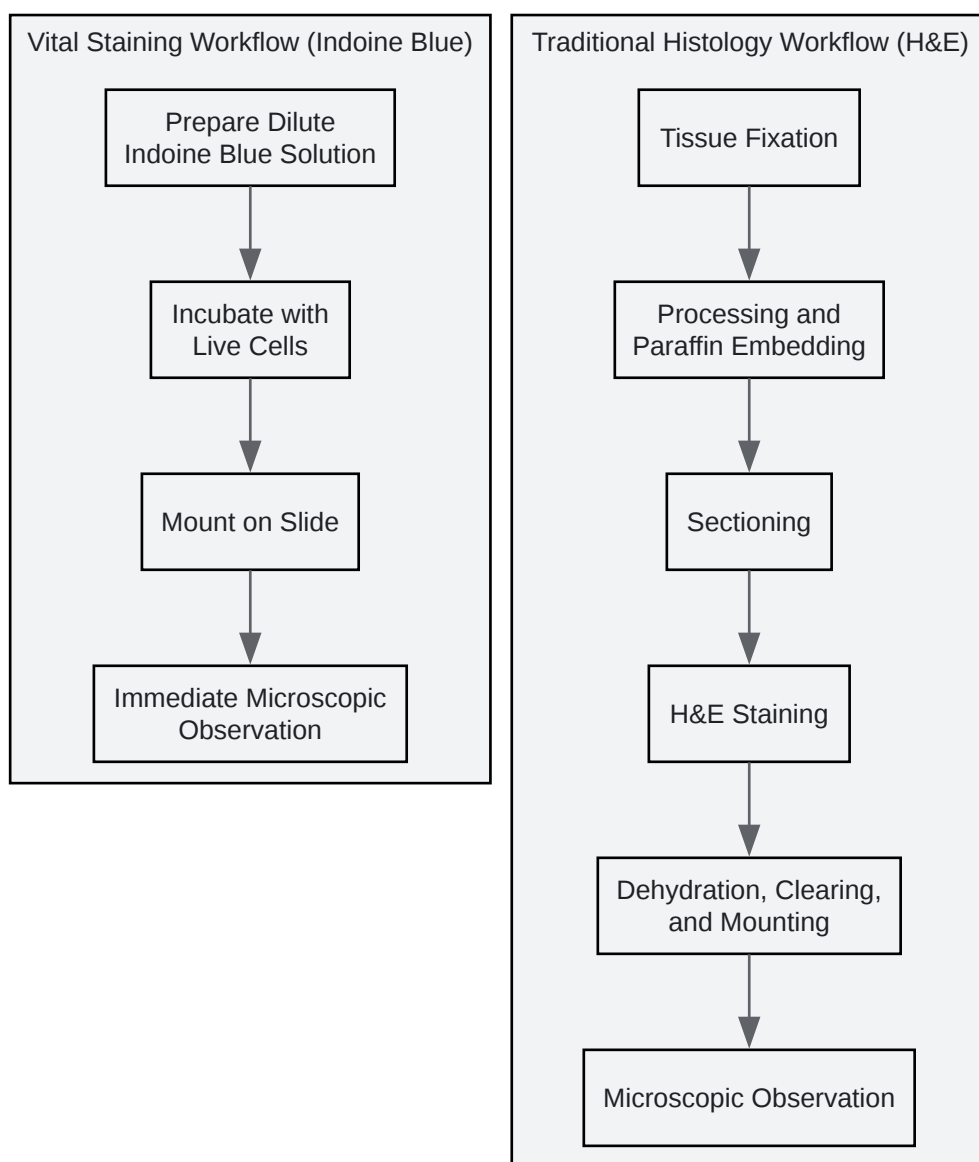 Vital Staining Workflow (Indoine Blue)
Prepare Dilute
Indoine Blue Solution
Incubate with
Live Cells
Mount on Slide
Immediate Microscopic
Observation
Traditional Histology Workflow (H&E)
Tissue Fixation
Processing and
Paraffin Embedding
Sectioning
H&E Staining
Dehydration, Clearing,
and Mounting
Microscopic Observation